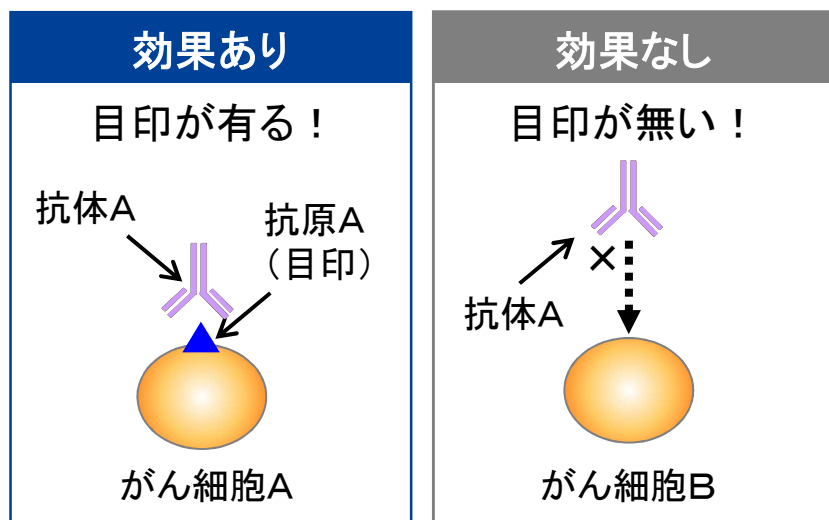 効果あり
目印が有る！
抗体A
抗原A
（目印）
がん細胞A
効果なし
目印が無い！
×
抗体A
がん細胞B